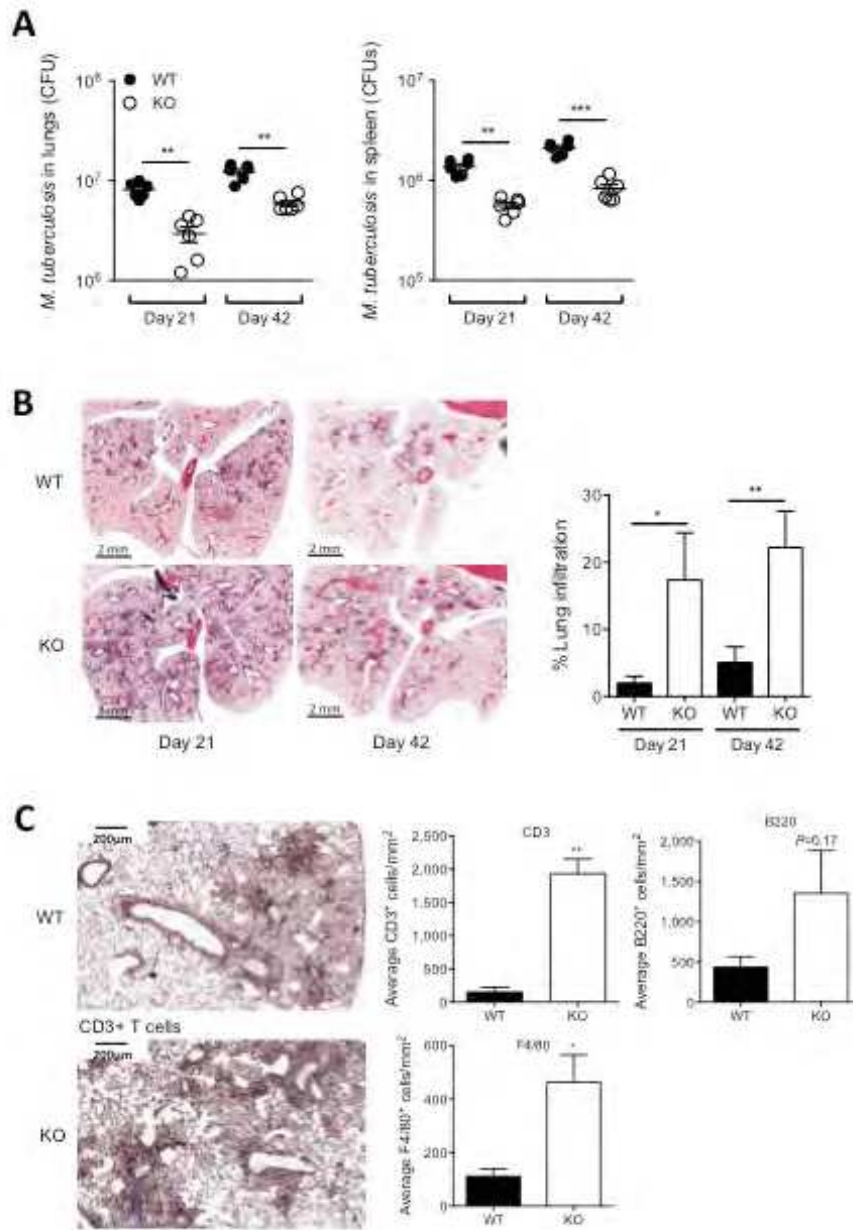 A
M. tuberculosis in lungs (CFU)
10⁸
10⁷
10⁶
WT
KO
**
**
Day 21
Day 42
M. tuberculosis in spleen (CFUs)
10⁷
10⁶
10⁵
**
***
Day 21
Day 42
B
WT
KO
2 mm
2 mm
2 mm
Day 21
Day 42
% Lung infiltration
30
20
10
0
*
**
WT KO WT KO
Day 21
Day 42
C
200µm
WT
CD3+ T cells
200µm
KO
Average CD3⁺ cells/mm²
2,500
2,000
1,500
1,000
500
0
CD3
**
WT KO
Average B220⁺ cells/mm²
2,000
1,500
1,000
500
0
B220
P=0.17
WT KO
Average F4/80⁺ cells/mm²
600
400
200
0
F4/80
*
WT KO